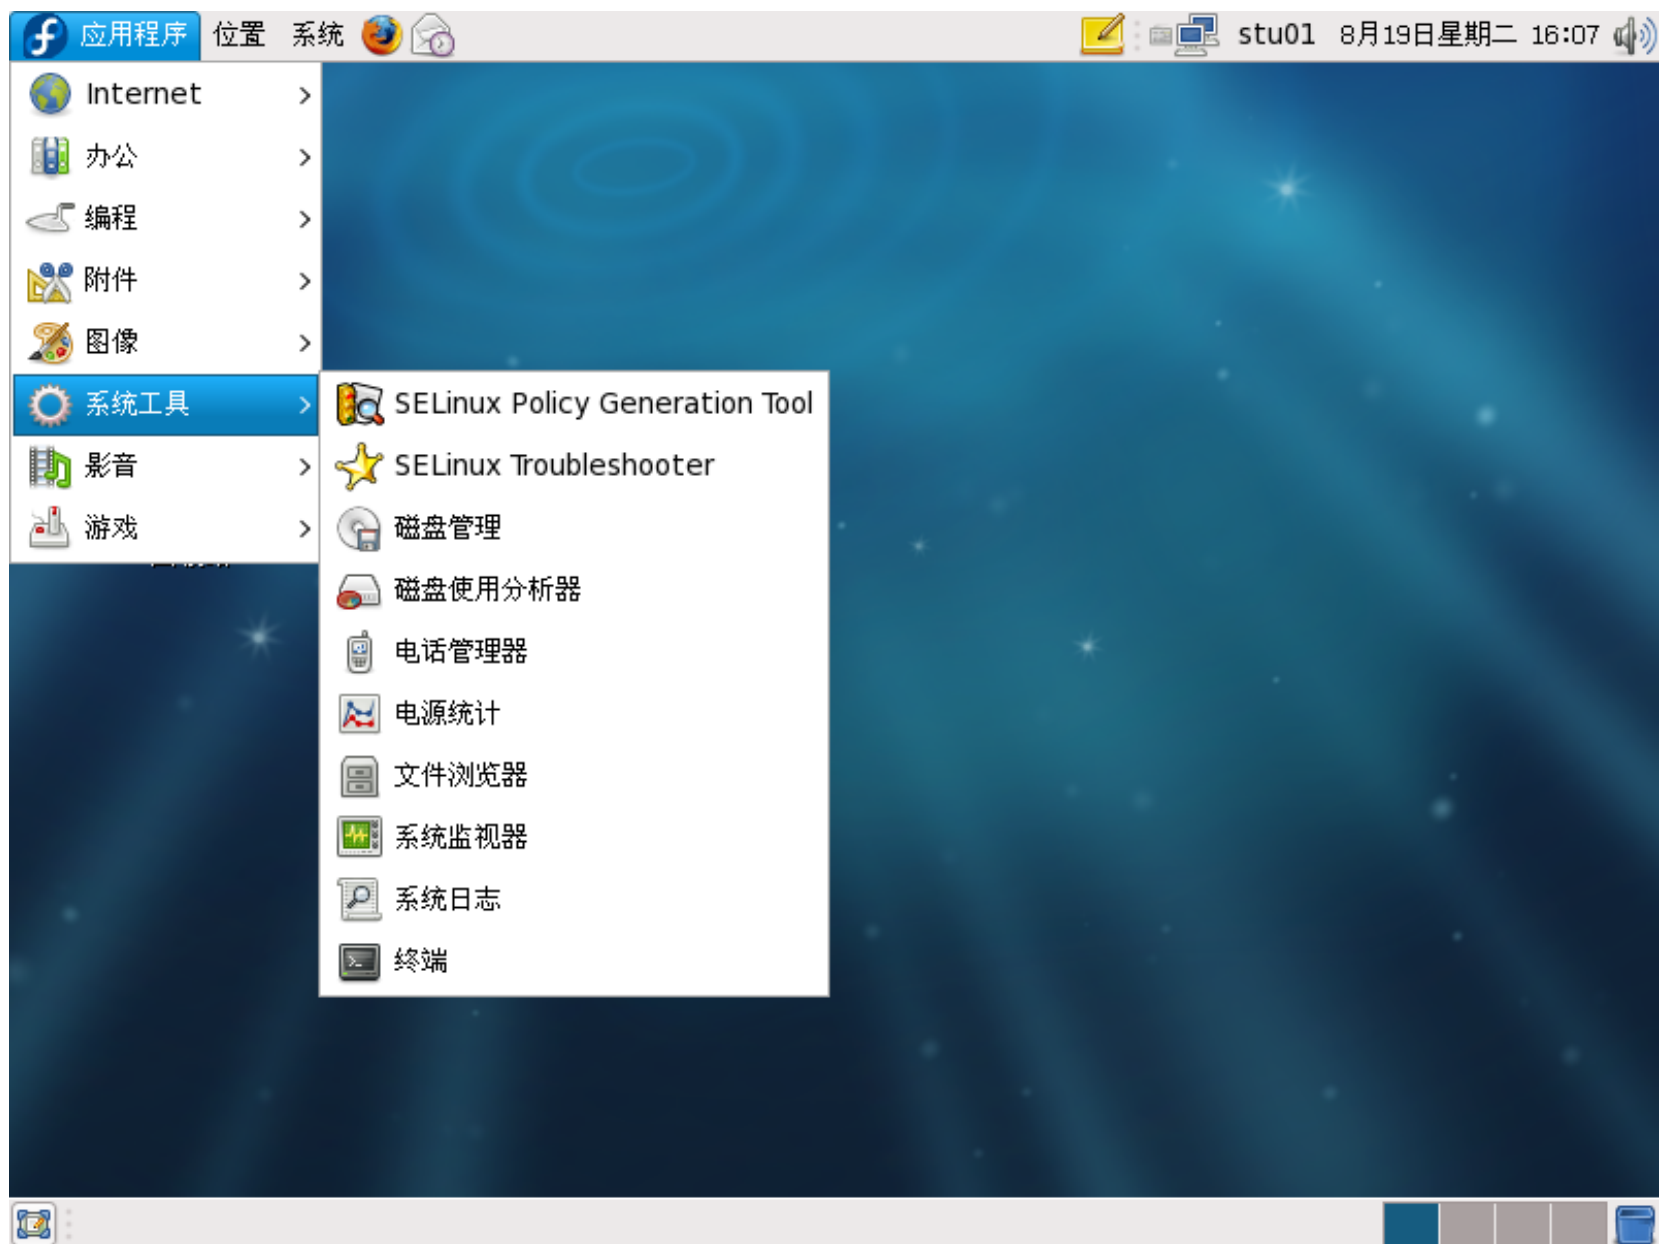 应用程序 位置 系统 stu01 8月19日星期二 16:07
Internet
办公
编程
附件
图像
系统工具
影音
游戏
SELinux Policy Generation Tool
SELinux Troubleshooter
磁盘管理
磁盘使用分析器
电话管理器
电源统计
文件浏览器
系统监视器
系统日志
终端